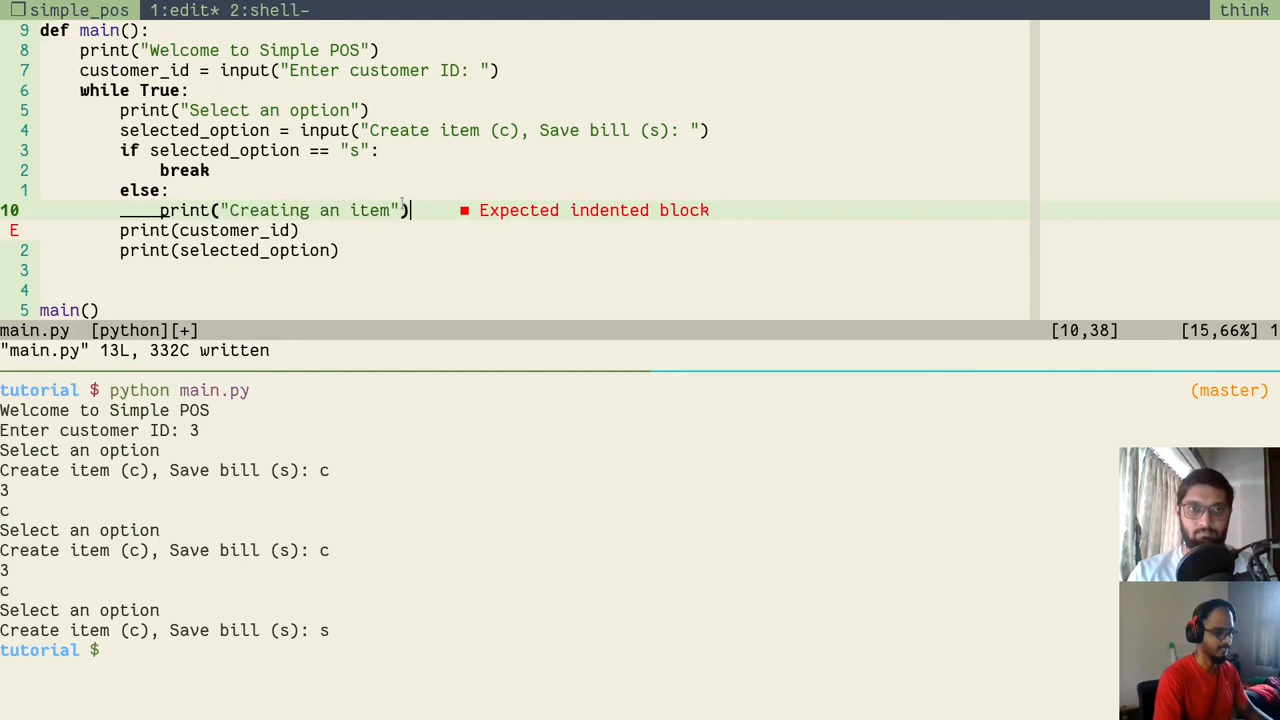 simple_pos 1:edit* 2:shell- think
9 def main():
8 print("Welcome to Simple POS")
7 customer_id = input("Enter customer ID: ")
6 while True:
5 print("Select an option")
4 selected_option = input("Create item (c), Save bill (s): ")
3 if selected_option == "s":
2 break
1 else:
10 print("Creating an item") ■ Expected indented block
E print(customer_id)
2 print(selected_option)
3
4
5 main()
main.py [python][+] [10,38] [15,66%] 1
"main.py" 13L, 332C written
tutorial $ python main.py (master)
Welcome to Simple POS
Enter customer ID: 3
Select an option
Create item (c), Save bill (s): c
3
c
Select an option
Create item (c), Save bill (s): c
3
c
Select an option
Create item (c), Save bill (s): s
tutorial $